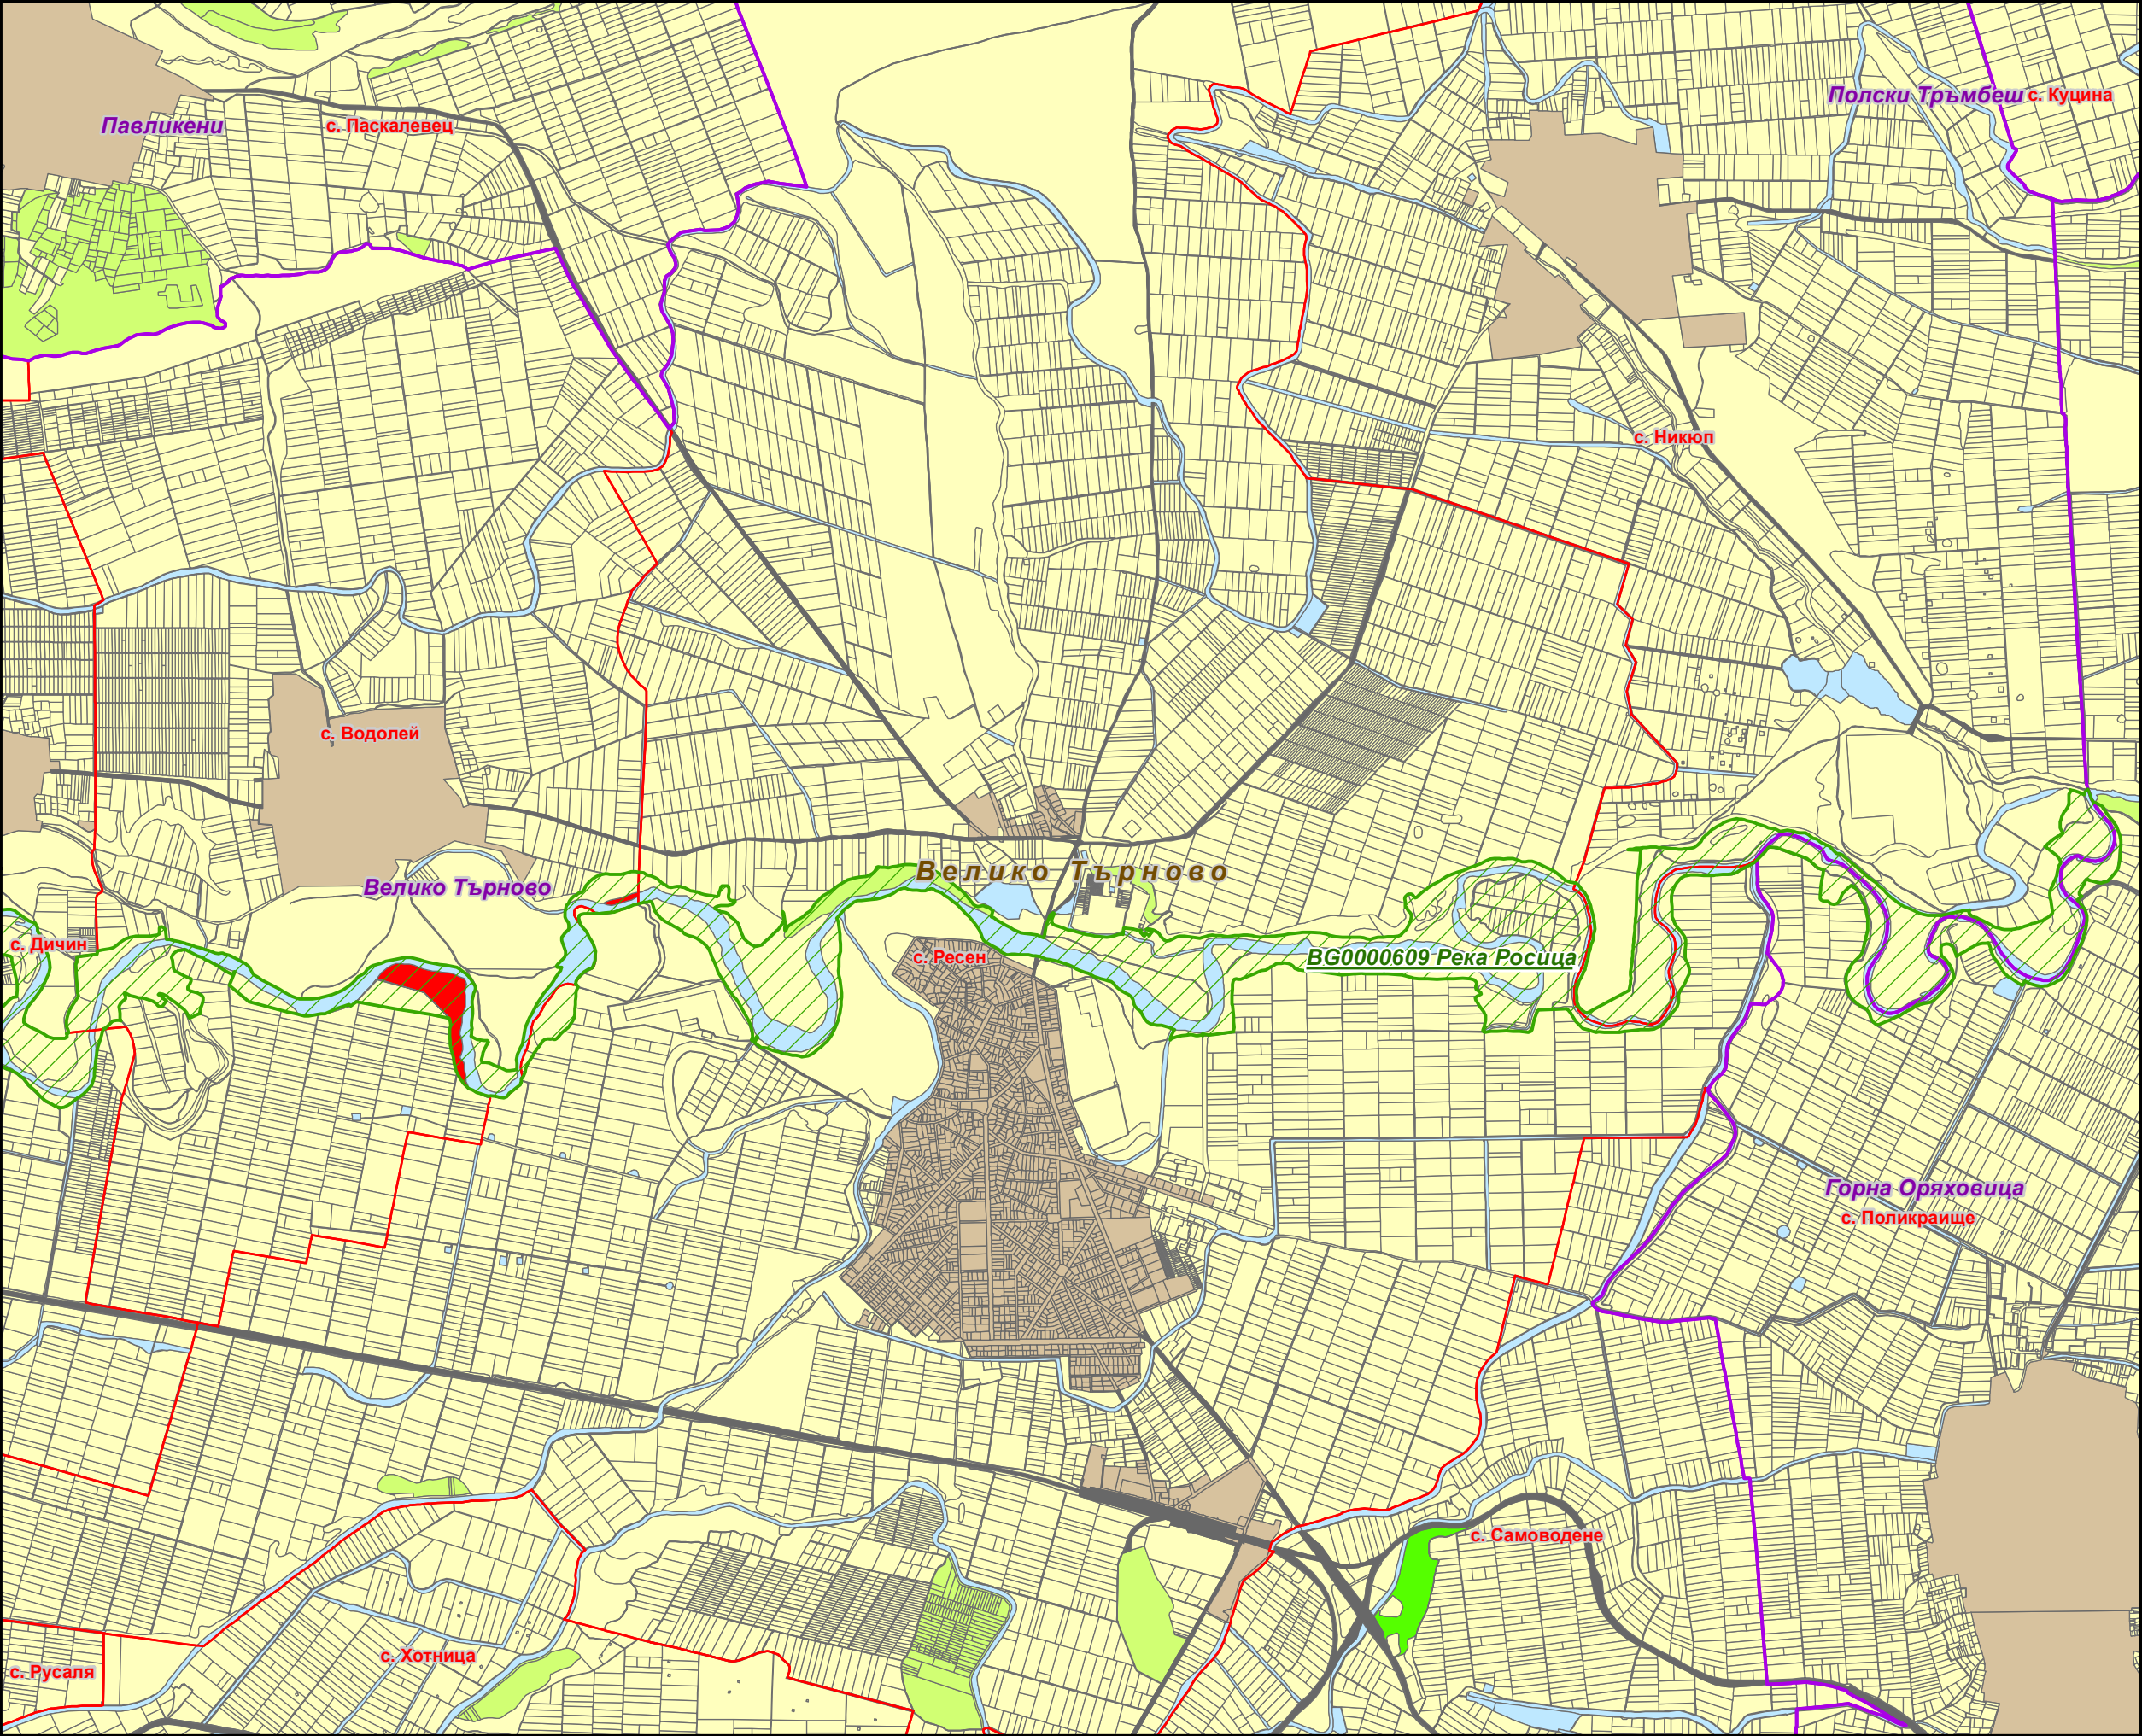 Полски Тръмбеш с. Куцина
Павликени с. Паскалевец
с. Никюп
с. Водолей
Велико Търново
Велико Търново
с. Дичин
с. Ресен
BG0000609 Река Росица
Горна Оряховица
с. Поликраище
с. Самоводене
с. Хотница
с. Русаля